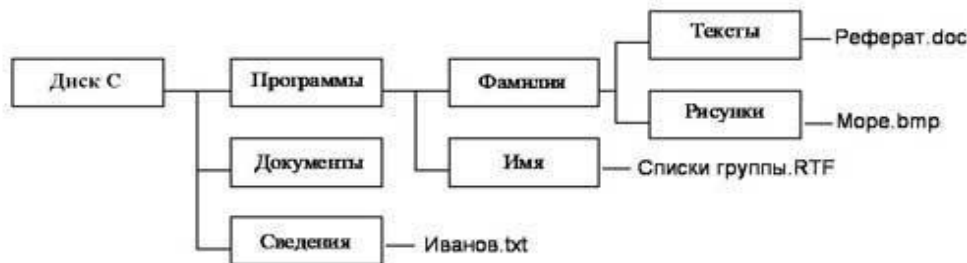 Тексты
Реферат.doc
Диск С
Программы
Фамилия
Рисунки
Море.bmp
Документы
Имя
Списки группы.RTF
Сведения
Иванов.txt